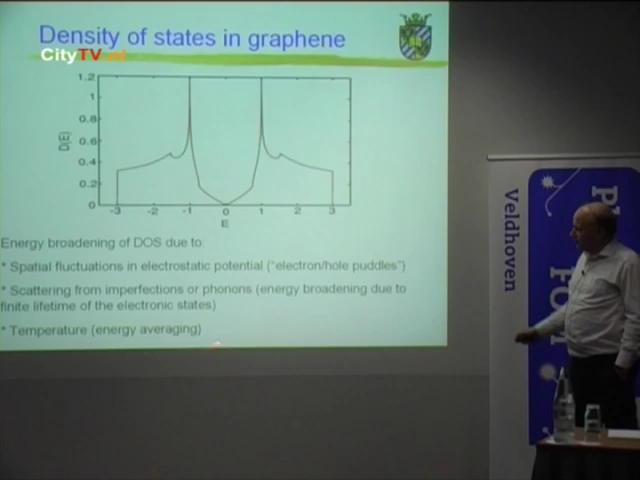 Density of states in graphene
CityTV.nl
1.2
1
0.8
0.6
0.4
0.2
0
D(E)
-3 -2 -1 0 1 2 3
E
Energy broadening of DOS due to:
* Spatial fluctuations in electrostatic potential ("electron/hole puddles")
* Scattering from imperfections or phonons (energy broadening due to
finite lifetime of the electronic states)
* Temperature (energy averaging)
Veldhoven